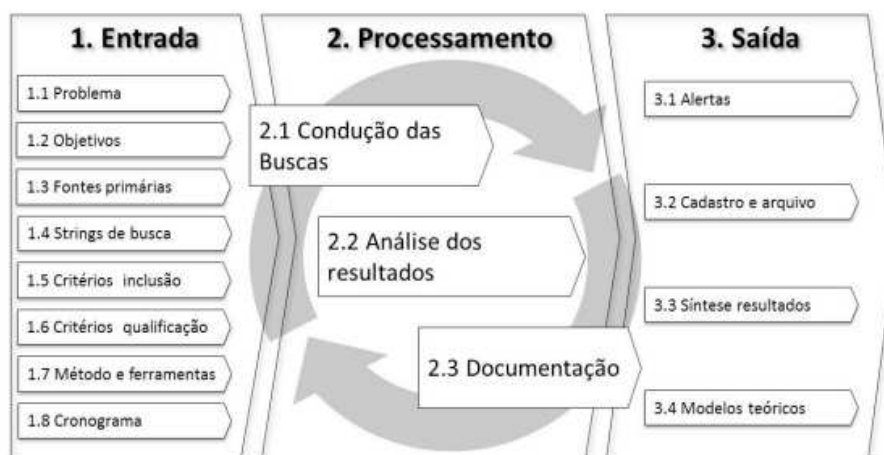 1. Entrada
1.1 Problema
1.2 Objetivos
1.3 Fontes primárias
1.4 Strings de busca
1.5 Critérios inclusão
1.6 Critérios qualificação
1.7 Método e ferramentas
1.8 Cronograma
2. Processamento
2.1 Condução das
Buscas
2.2 Análise dos
resultados
2.3 Documentação
3. Saída
3.1 Alertas
3.2 Cadastro e arquivo
3.3 Síntese resultados
3.4 Modelos teóricos